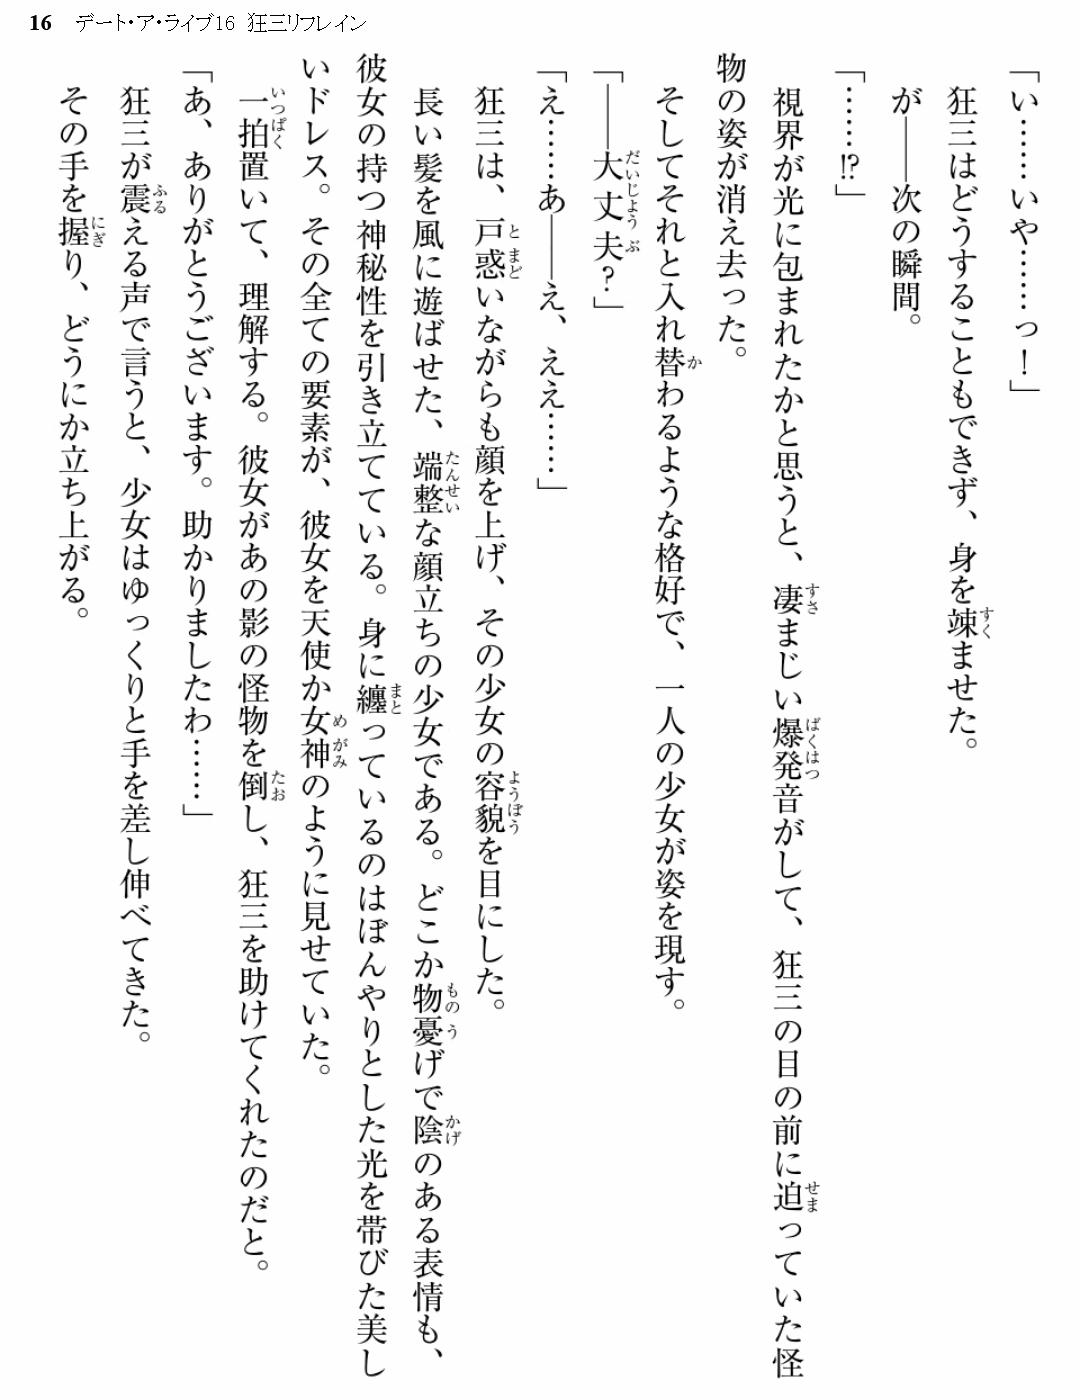 16 デート・ア・ライブ16 狂三リフレイン
「い……いや……っ！」
狂三はどうすることもできず、身を竦ませた。
が――次の瞬間。
「……!?」
視界が光に包まれたかと思うと、凄まじい爆発音がして、狂三の目の前に迫っていた怪
物の姿が消え去った。
そしてそれと入れ替わるような格好で、一人の少女が姿を現す。
「――大丈夫？」
「え……あ――え、ええ……」
狂三は、戸惑いながらも顔を上げ、その少女の容貌を目にした。
長い髪を風に遊ばせた、端整な顔立ちの少女である。どこか物憂げで陰のある表情も、
彼女の持つ神秘性を引き立てている。身に纏っているのはぼんやりとした光を帯びた美し
いドレス。その全ての要素が、彼女を天使か女神のように見せていた。
一拍置いて、理解する。彼女があの影の怪物を倒し、狂三を助けてくれたのだと。
「あ、ありがとうございます。助かりましたわ……」
狂三が震える声で言うと、少女はゆっくりと手を差し伸べてきた。
その手を握り、どうにか立ち上がる。